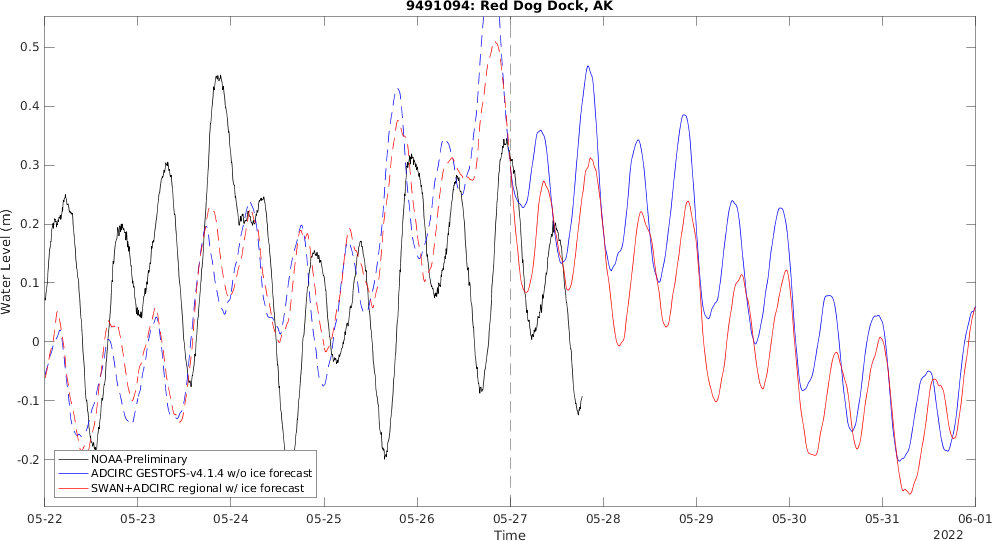 9491094: Red Dog Dock, AK
Water Level (m)
0.5
0.4
0.3
0.2
0.1
0
-0.1
-0.2
NOAA-Preliminary
ADCIRC GESTOFS-v4.1.4 w/o ice forecast
SWAN+ADCIRC regional w/ ice forecast
05-22 05-23 05-24 05-25 05-26 05-27 05-28 05-29 05-30 05-31 06-01
Time
2022